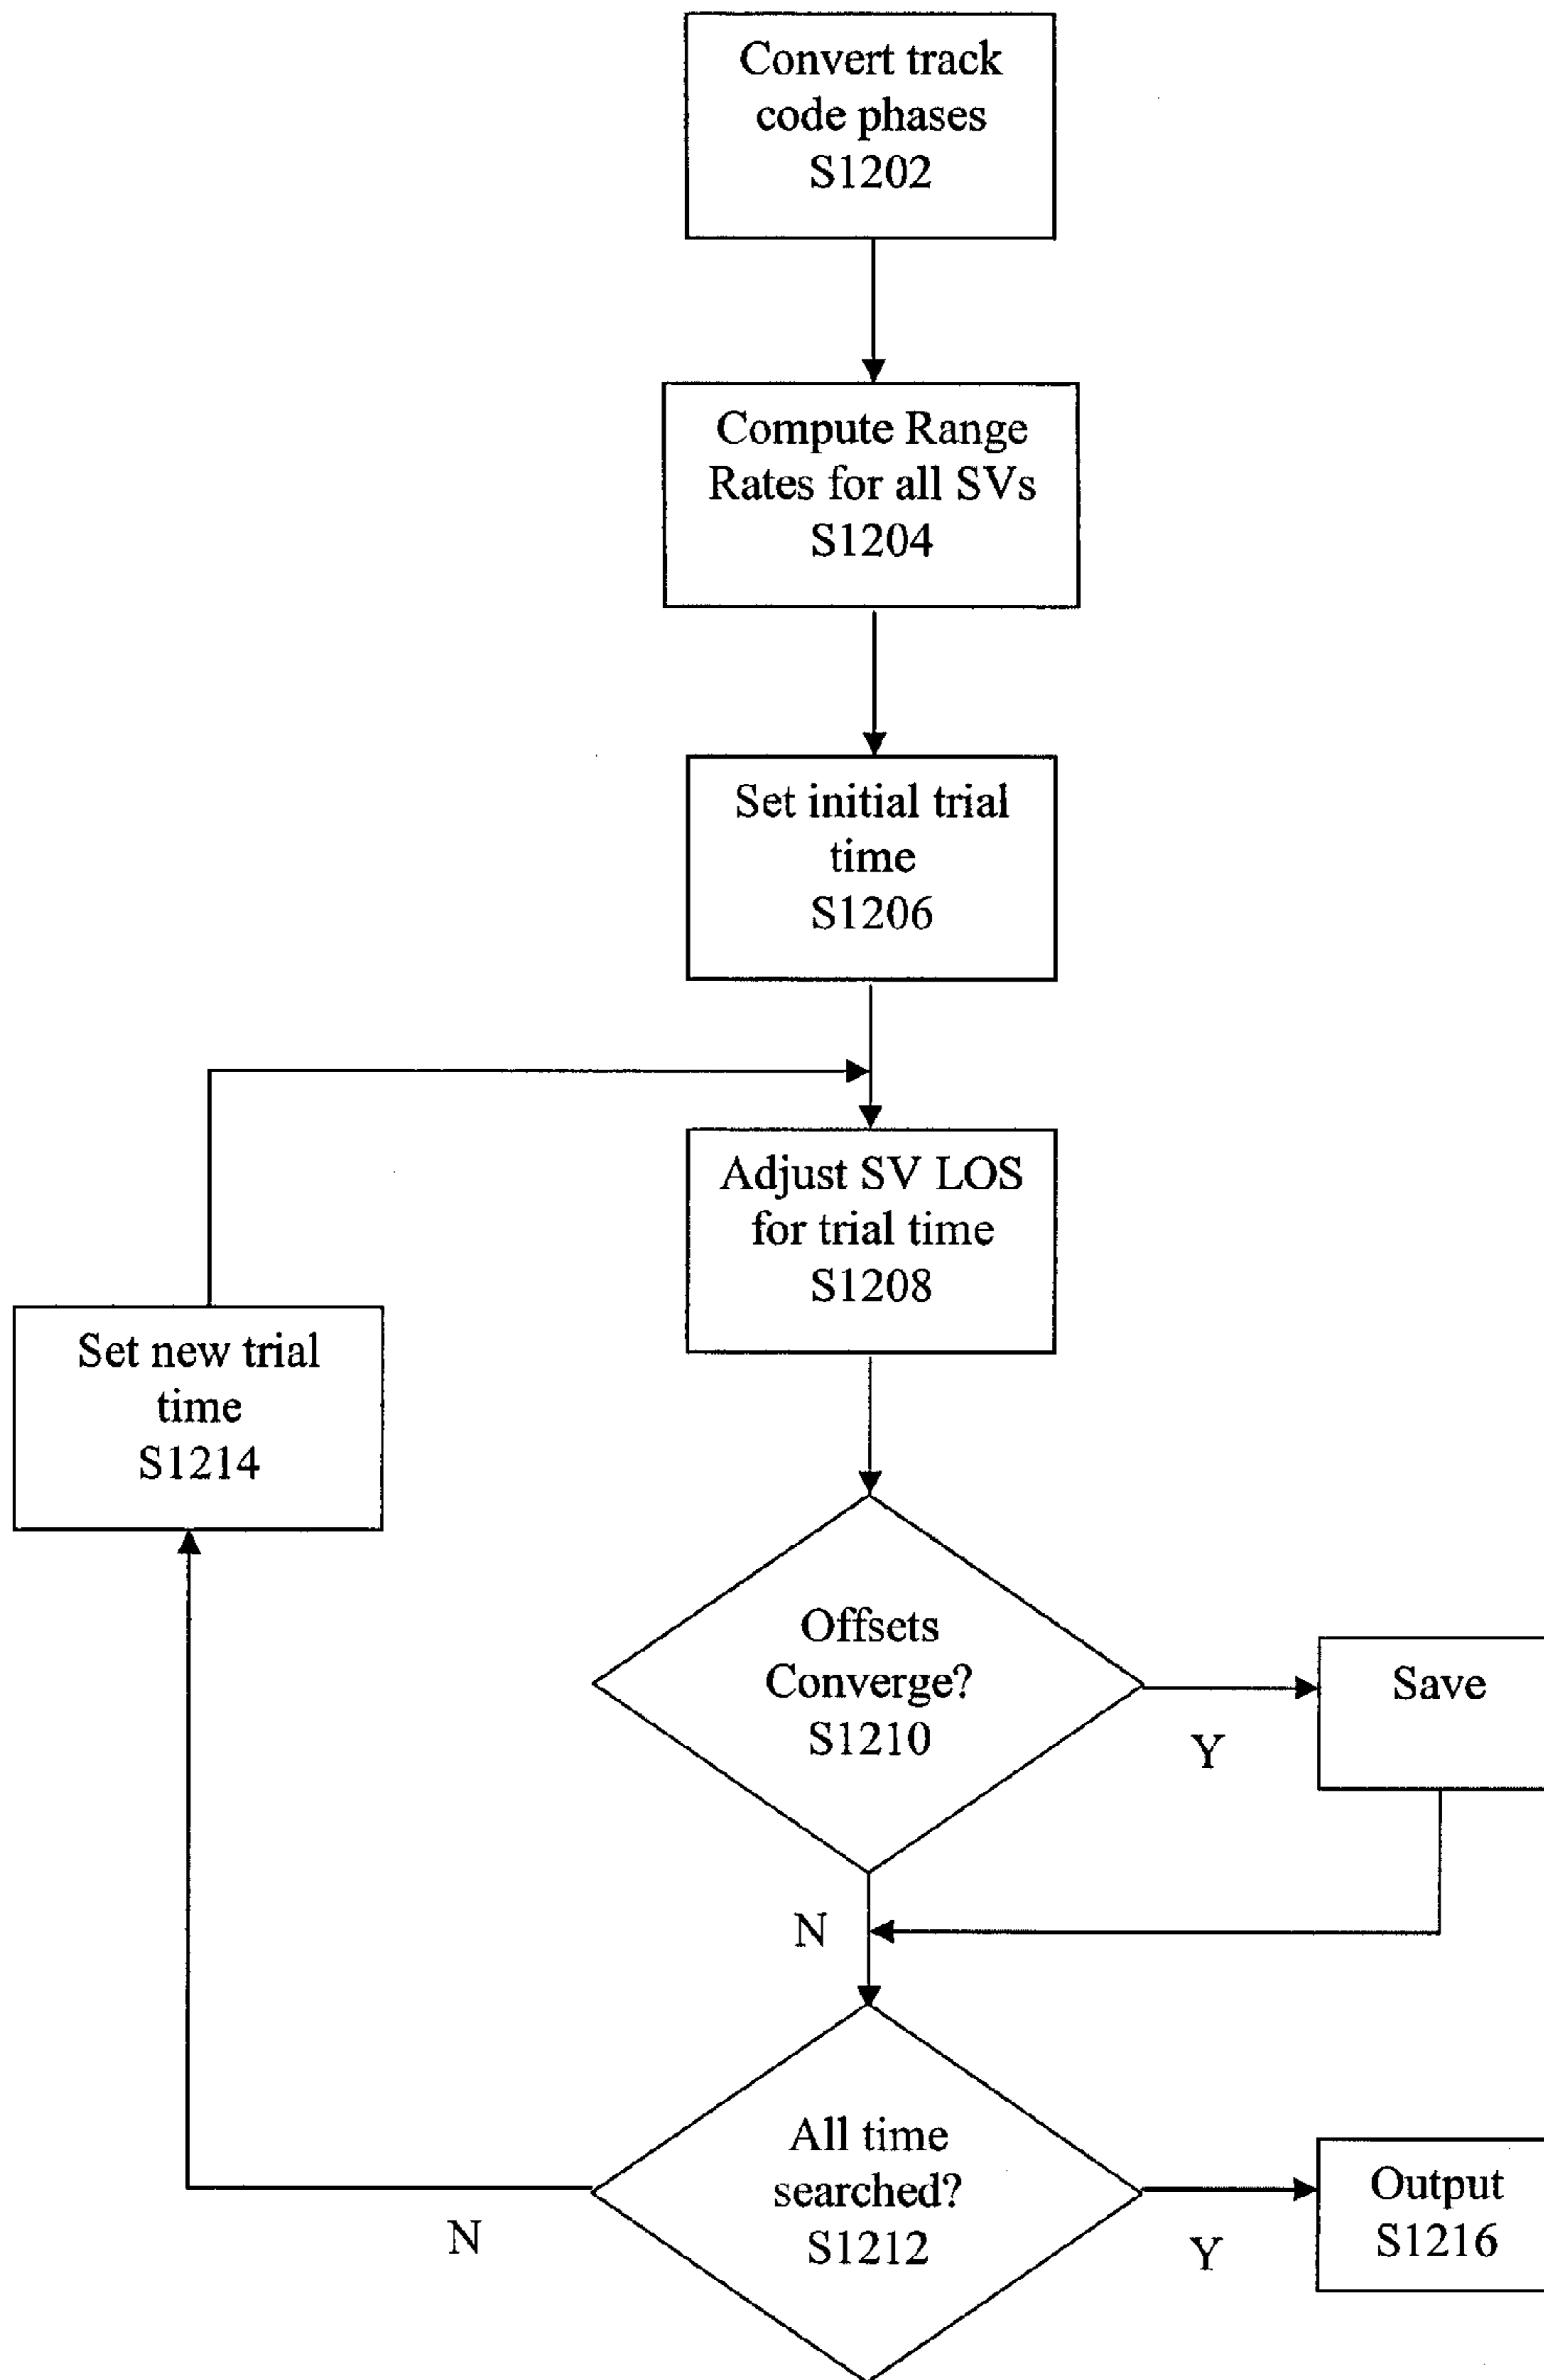 Convert track
code phases
S1202
Compute Range
Rates for all SVs
S1204
Set initial trial
time
S1206
Adjust SV LOS
for trial time
S1208
Set new trial
time
S1214
Offsets
Converge?
S1210
Save
Y
N
All time
searched?
S1212
Output
S1216
N
Y